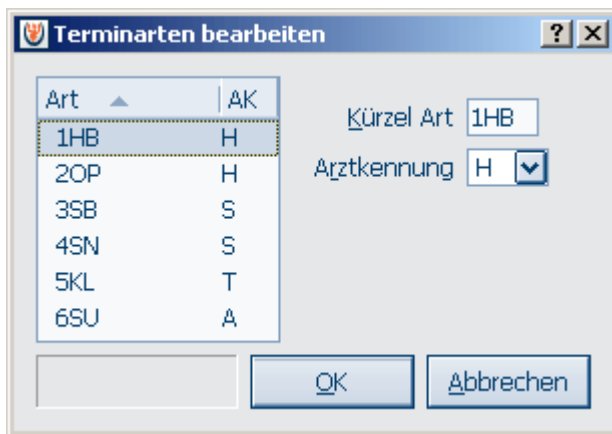 Terminarten bearbeiten
Art AK
1HB H
2OP H
3SB S
4SN S
5KL T
6SU A
Kürzel Art 1HB
Arztkennung H
OK Abbrechen